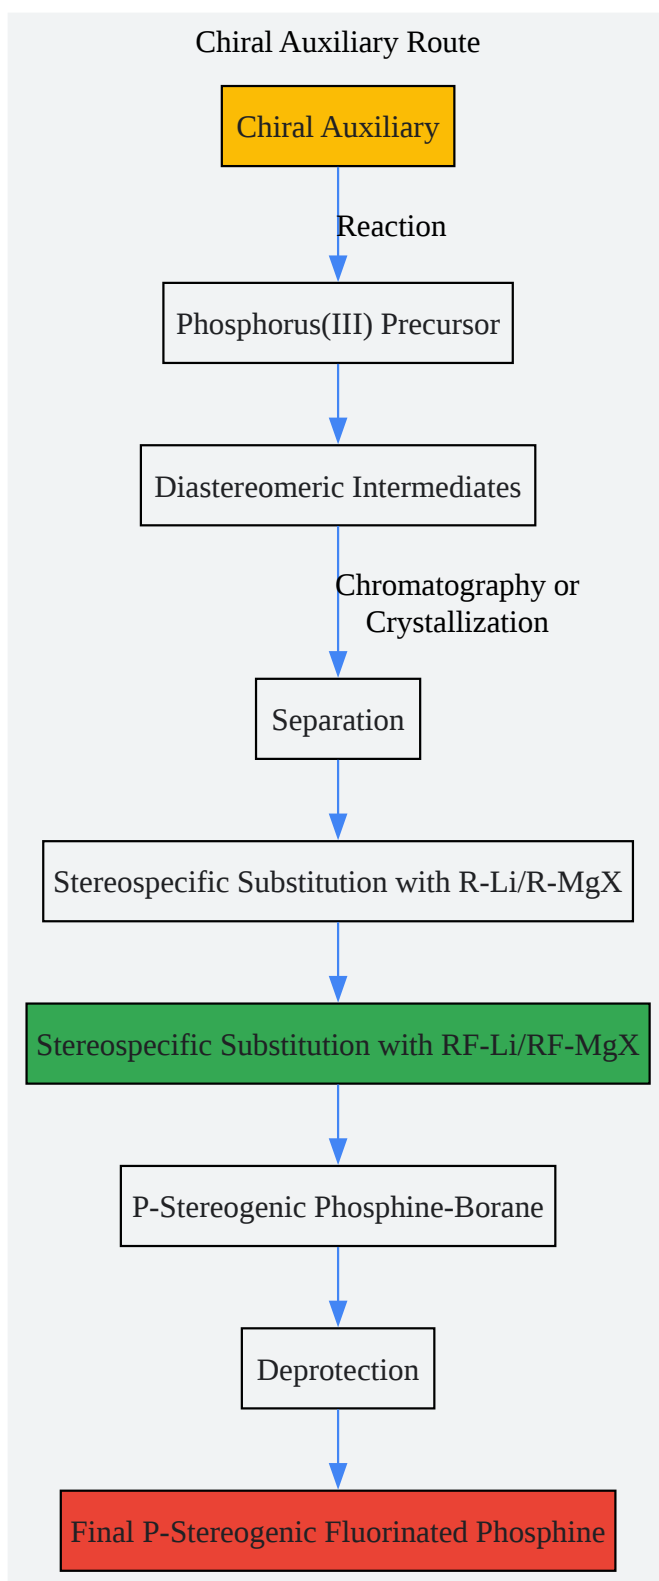 Chiral Auxiliary Route
Chiral Auxiliary
Reaction
Phosphorus(III) Precursor
Diastereomeric Intermediates
Chromatography or
Crystallization
Separation
Stereospecific Substitution with R-Li/R-MgX
Stereospecific Substitution with RF-Li/RF-MgX
P-Stereogenic Phosphine-Borane
Deprotection
Final P-Stereogenic Fluorinated Phosphine